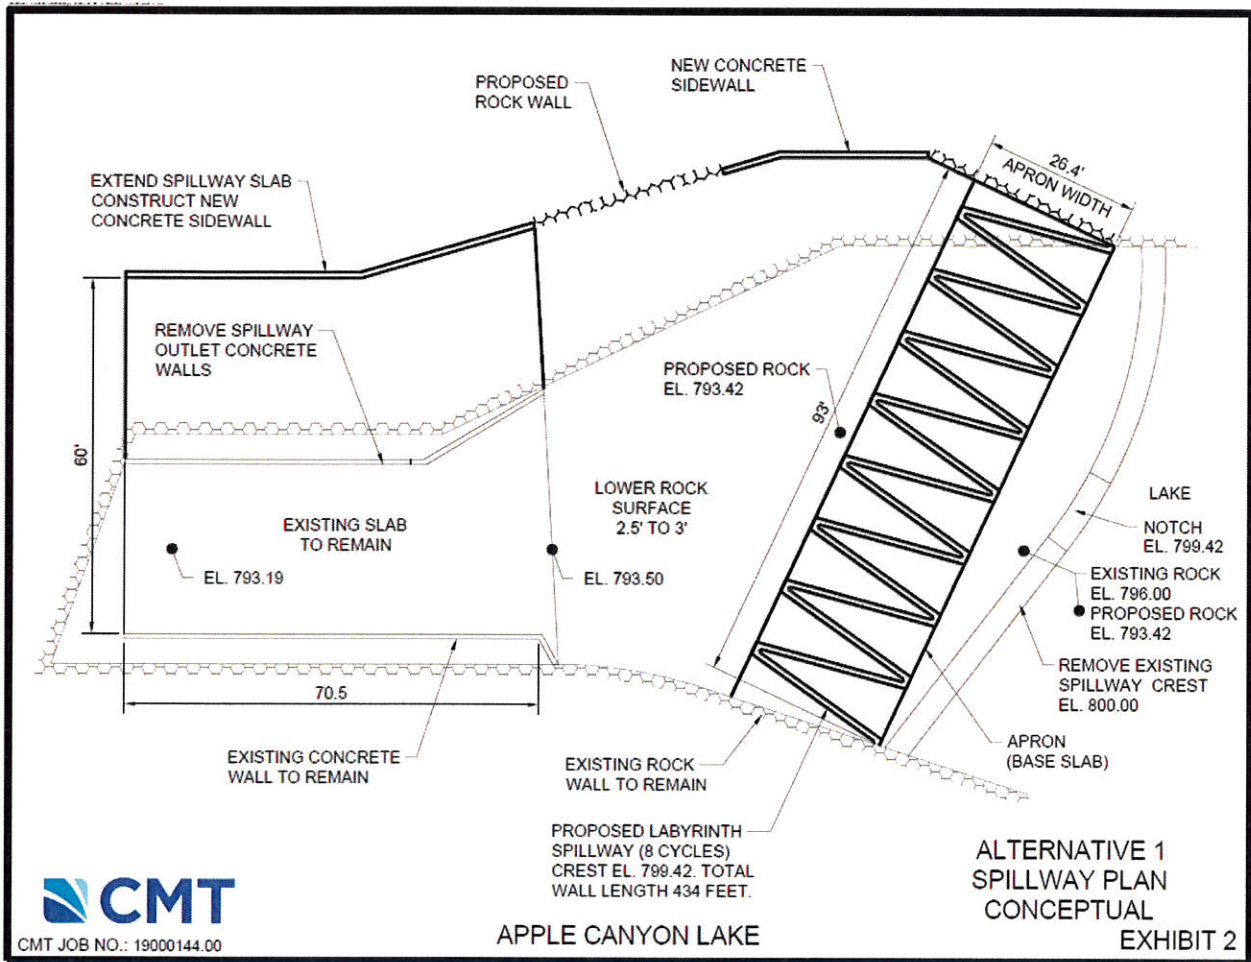 NEW CONCRETE
SIDEWALL
PROPOSED
ROCK WALL
26.4'
APRON WIDTH
EXTEND SPILLWAY SLAB
CONSTRUCT NEW
CONCRETE SIDEWALL
REMOVE SPILLWAY
OUTLET CONCRETE
WALLS
PROPOSED ROCK
EL. 793.42
93'
60'
LOWER ROCK
SURFACE
2.5' TO 3'
EXISTING SLAB
TO REMAIN
EL. 793.19
EL. 793.50
LAKE
NOTCH
EL. 799.42
EXISTING ROCK
EL. 796.00
PROPOSED ROCK
EL. 793.42
REMOVE EXISTING
SPILLWAY CREST
EL. 800.00
70.5
APRON
(BASE SLAB)
EXISTING CONCRETE
WALL TO REMAIN
EXISTING ROCK
WALL TO REMAIN
PROPOSED LABYRINTH
SPILLWAY (8 CYCLES)
CREST EL. 799.42. TOTAL
WALL LENGTH 434 FEET.
ALTERNATIVE 1
SPILLWAY PLAN
CONCEPTUAL
EXHIBIT 2
CMT
CMT JOB NO.: 19000144.00
APPLE CANYON LAKE